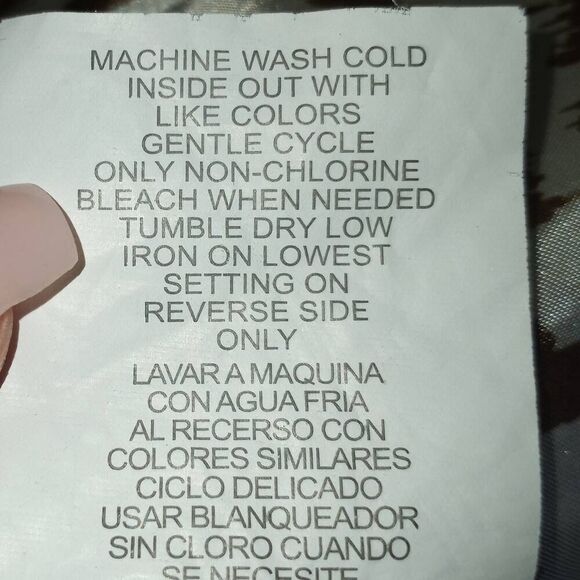 MACHINE WASH COLD
INSIDE OUT WITH
LIKE COLORS
GENTLE CYCLE
ONLY NON-CHLORINE
BLEACH WHEN NEEDED
TUMBLE DRY LOW
IRON ON LOWEST
SETTING ON
REVERSE SIDE
ONLY
LAVAR A MAQUINA
CON AGUA FRIA
AL RECERSO CON
COLORES SIMILARES
CICLO DELICADO
USAR BLANQUEADOR
SIN CLORO CUANDO
SE NECESITE